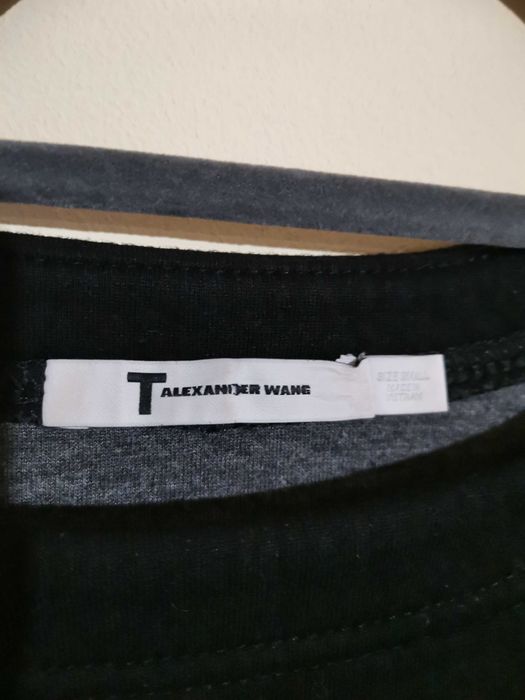 T ALEXANDER WANG
SIZE SMALL
MADE IN
VIETNAM